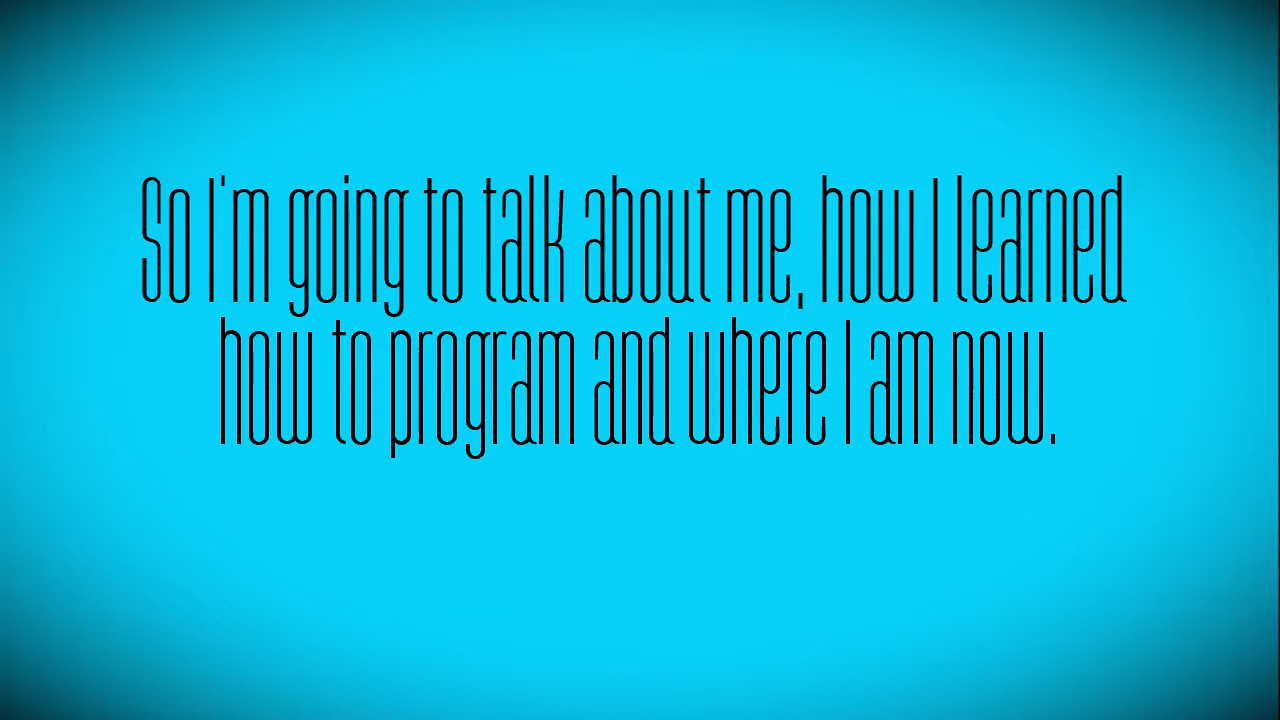 So I'm going to talk about me, how I learned
how to program and where I am now.